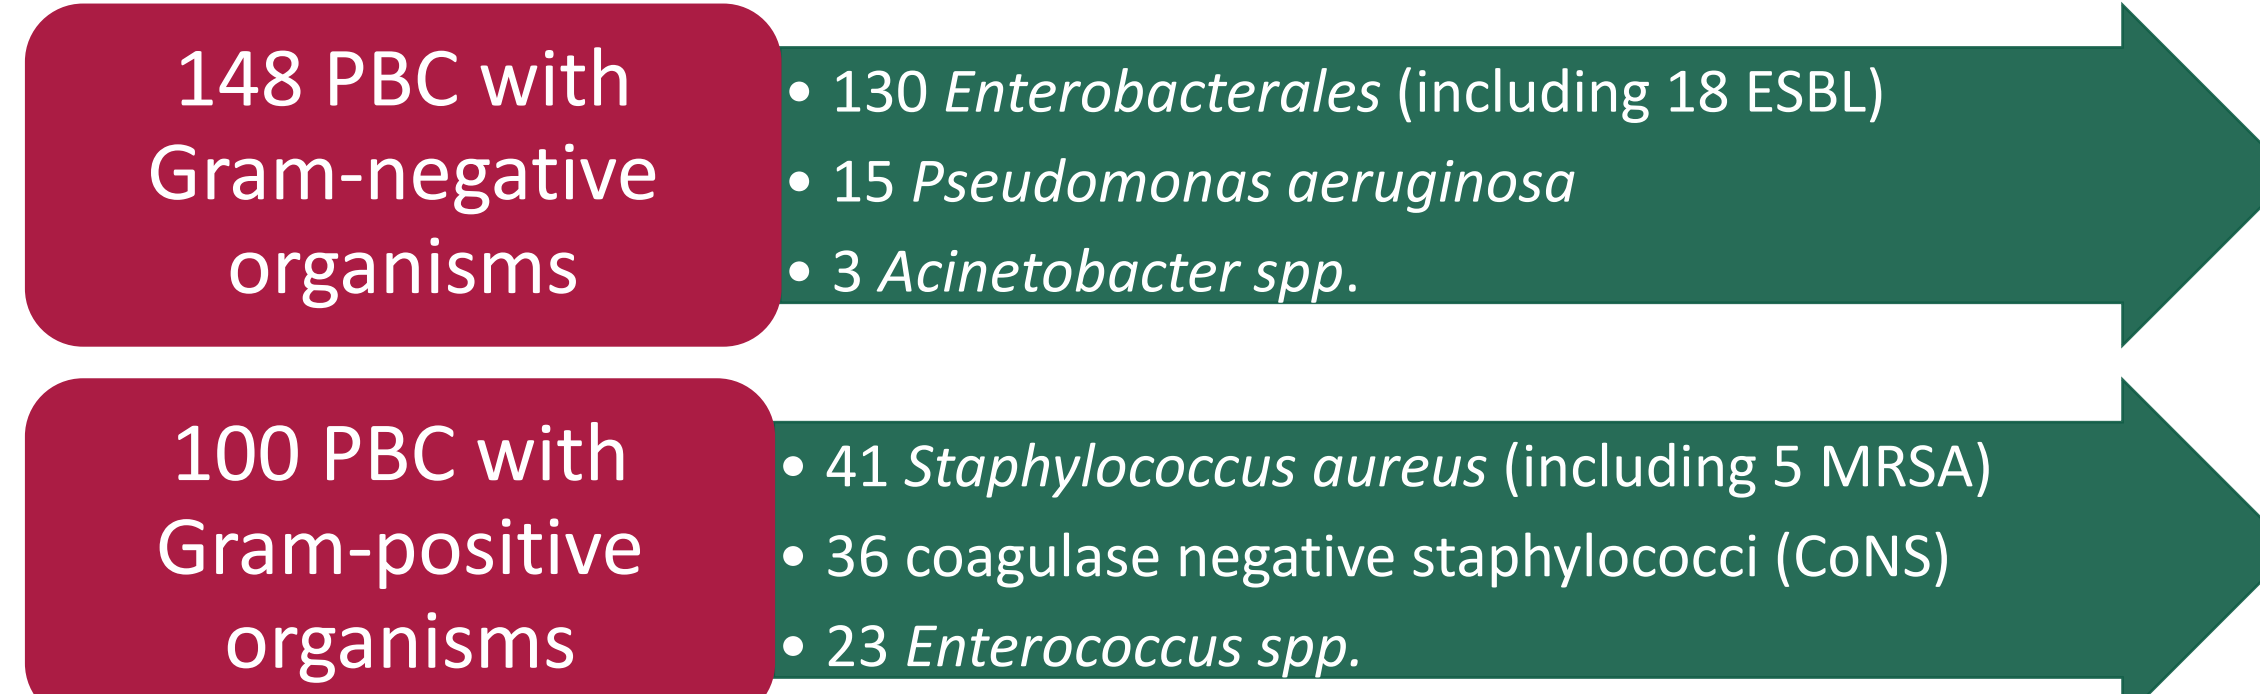 148 PBC with
Gram-negative
organisms
• 130 Enterobacterales (including 18 ESBL)
• 15 Pseudomonas aeruginosa
• 3 Acinetobacter spp.
100 PBC with
Gram-positive
organisms
• 41 Staphylococcus aureus (including 5 MRSA)
• 36 coagulase negative staphylococci (CoNS)
• 23 Enterococcus spp.